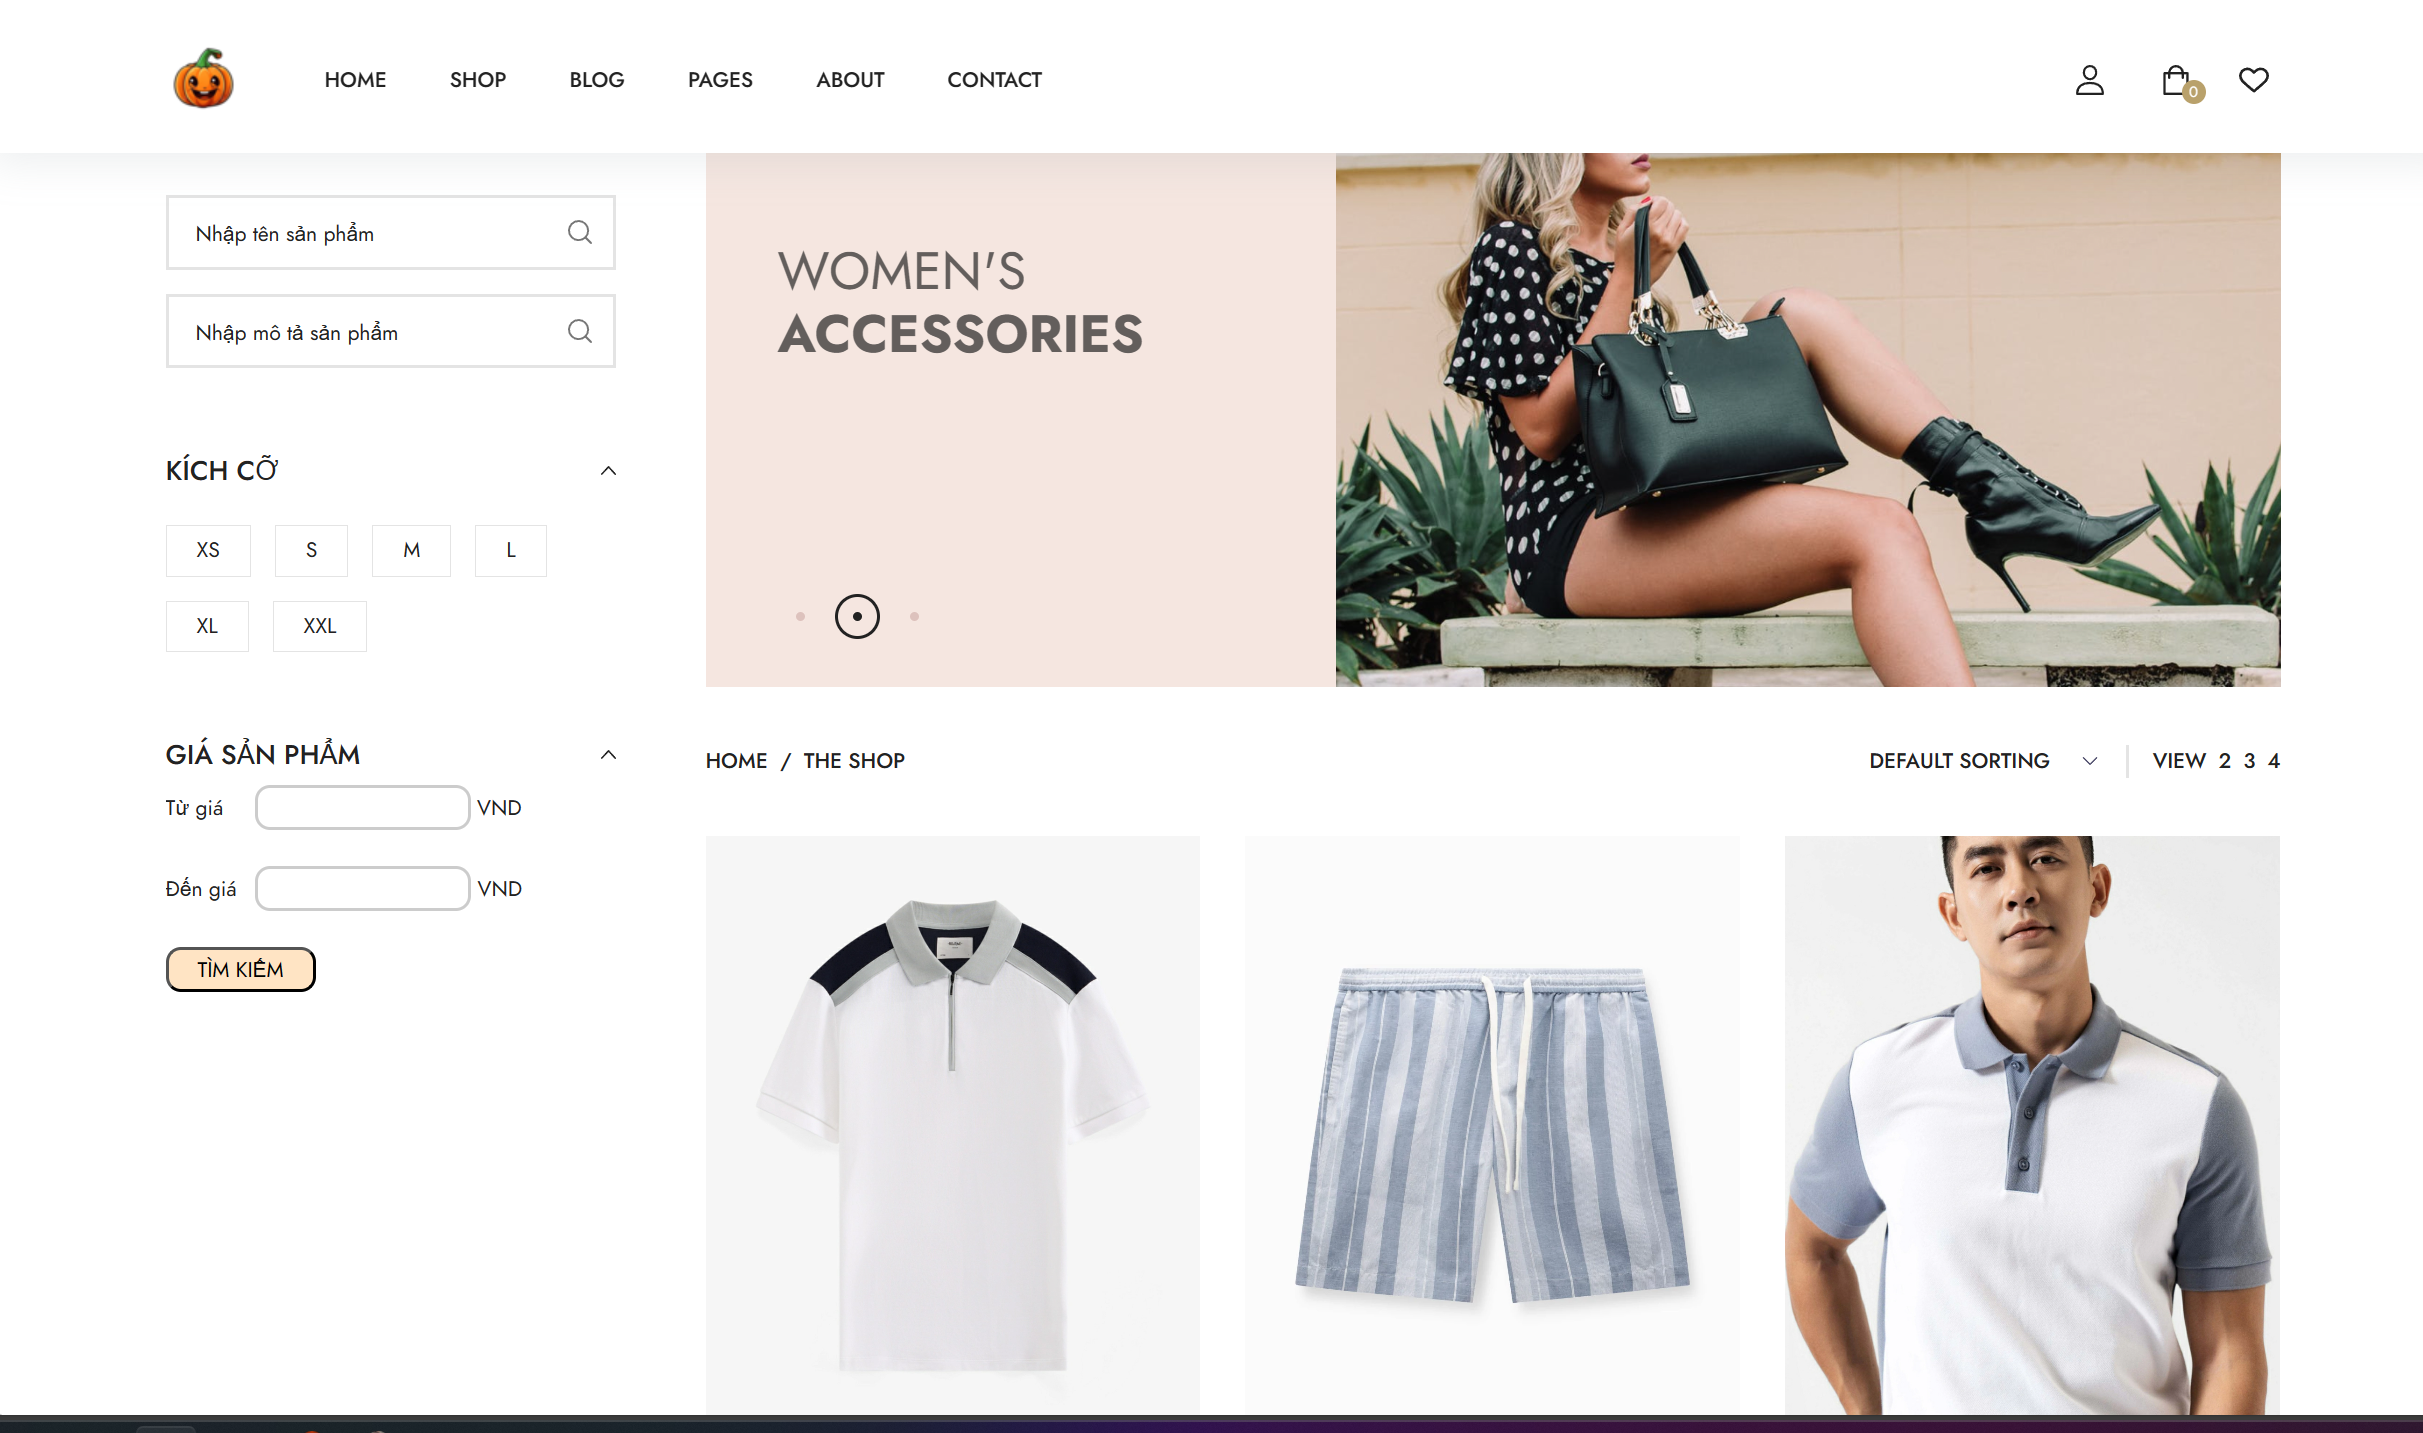 HOME SHOP BLOG PAGES ABOUT CONTACT
0
Nhập tên sản phẩm
Nhập mô tả sản phẩm
KÍCH CỠ
XS S M L
XL XXL
GIÁ SẢN PHẨM
Từ giá VND
Đến giá VND
TÌM KIẾM
WOMEN'S
ACCESSORIES
HOME / THE SHOP
DEFAULT SORTING
VIEW 2 3 4